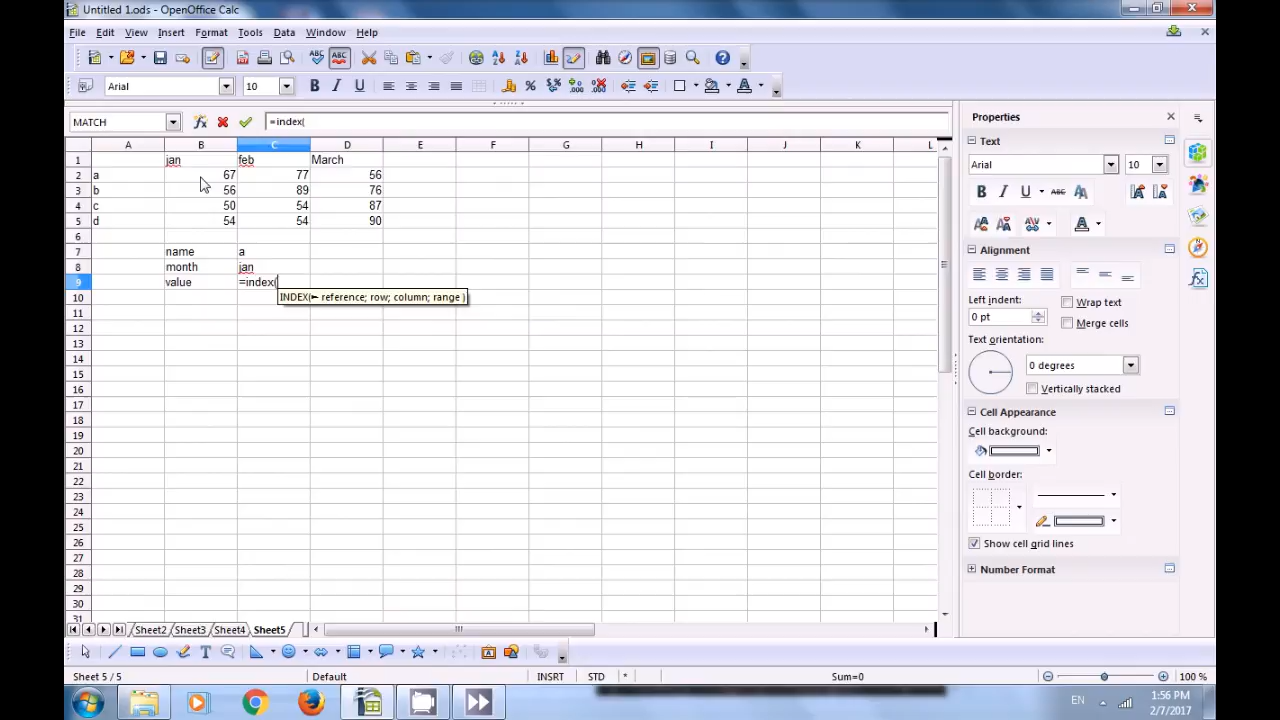 Untitled 1.ods - OpenOffice Calc
File Edit View Insert Format Tools Data Window Help
Arial 10
MATCH =index(
A B C D E F G H I J K L
1 jan feb March
2 a 67 77 56
3 b 56 89 76
4 c 50 54 87
5 d 54 54 90
6
7 name a
8 month jan
9 value =index(
INDEX(► reference; row; column; range )
10
11
12
13
14
15
16
17
18
19
20
21
22
23
24
25
26
27
28
29
30
31
Properties
Text
Arial 10
Alignment
Left indent:
0 pt
Wrap text
Merge cells
Text orientation:
0 degrees
Vertically stacked
Cell Appearance
Cell background:
Cell border:
Show cell grid lines
Number Format
Sheet2 Sheet3 Sheet4 Sheet5
Sheet 5 / 5 Default INSRT STD * Sum=0 100 %
EN 1:56 PM
2/7/2017